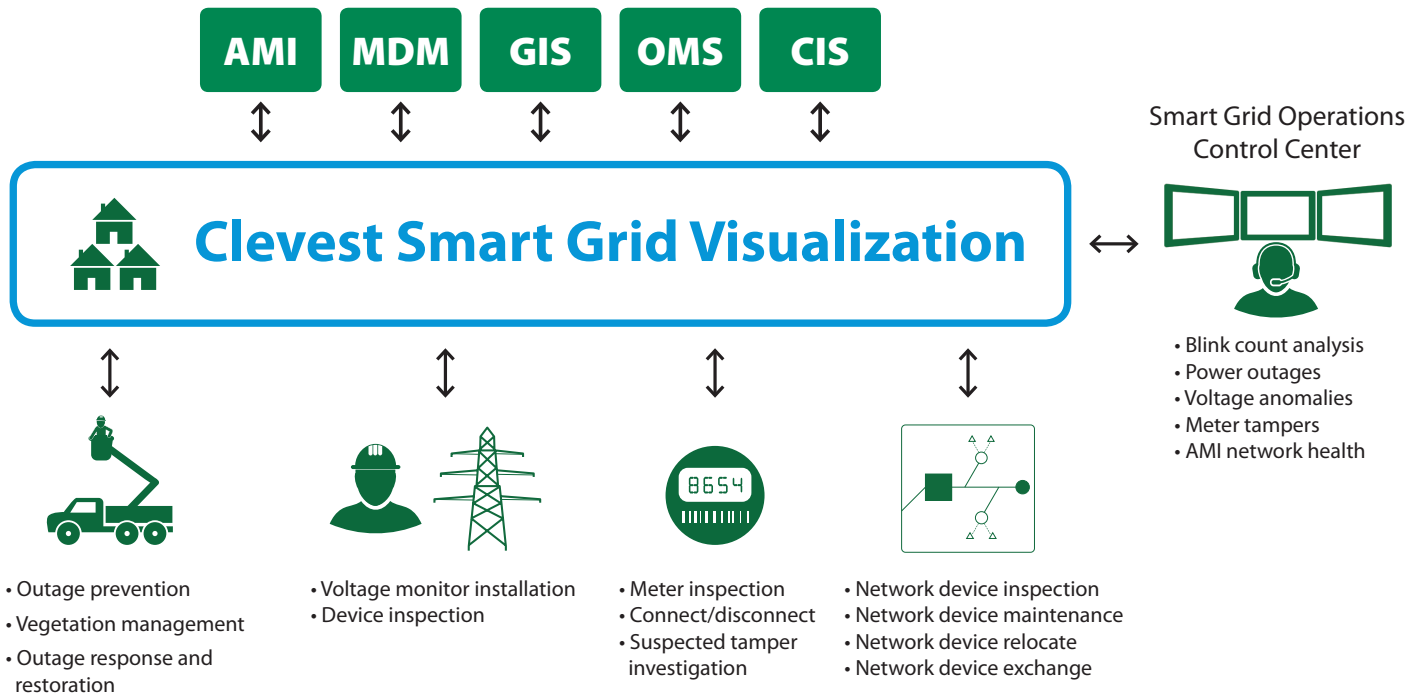 AMI
MDM
GIS
OMS
CIS
Smart Grid Operations
Control Center
Clevest Smart Grid Visualization
• Blink count analysis
• Power outages
• Voltage anomalies
• Meter tampers
• AMI network health
8654
• Outage prevention
• Vegetation management
• Outage response and
restoration
• Voltage monitor installation
• Device inspection
• Meter inspection
• Connect/disconnect
• Suspected tamper
investigation
• Network device inspection
• Network device maintenance
• Network device relocate
• Network device exchange